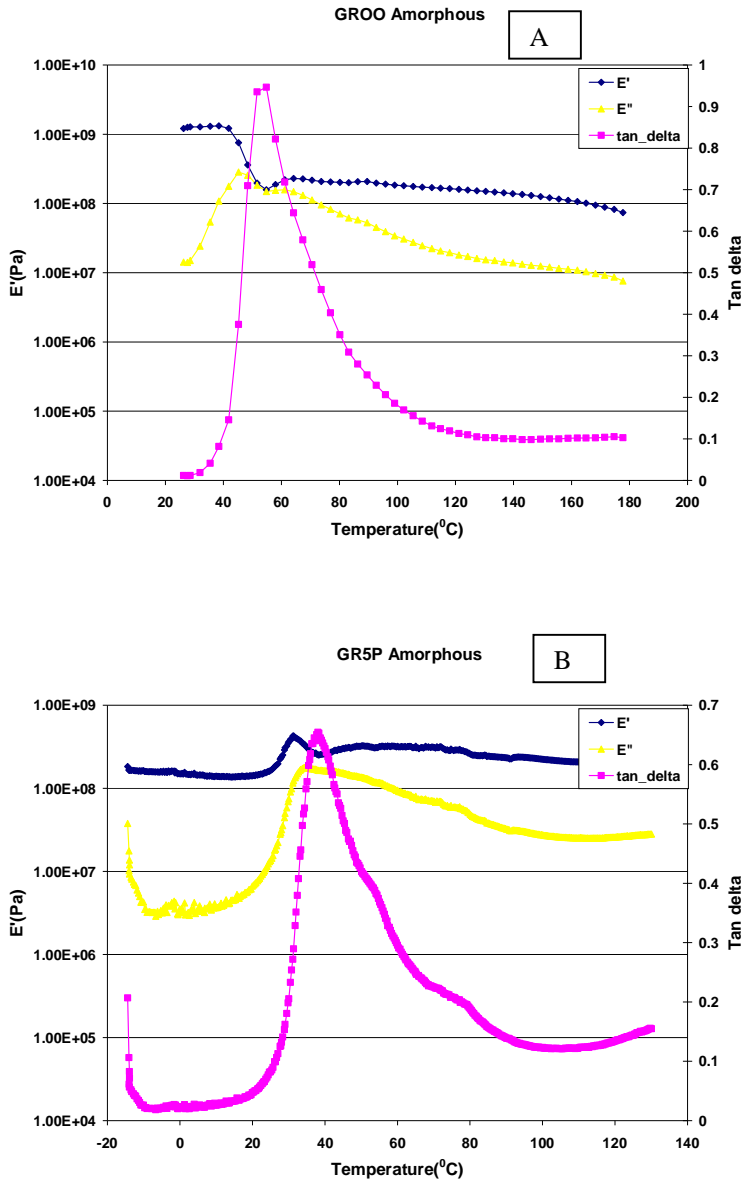 GROO Amorphous
A
1.00E+10
1.00E+09
1.00E+08
1.00E+07
1.00E+06
1.00E+05
1.00E+04
E'(Pa)
0 20 40 60 80 100 120 140 160 180 200
Temperature(⁰C)
1
0.9
0.8
0.7
0.6
0.5
0.4
0.3
0.2
0.1
0
Tan delta
E'
E"
tan_delta
GR5P Amorphous
B
1.00E+09
1.00E+08
1.00E+07
1.00E+06
1.00E+05
1.00E+04
E'(Pa)
-20 0 20 40 60 80 100 120 140
Temperature(⁰C)
0.7
0.6
0.5
0.4
0.3
0.2
0.1
0
Tan delta
E'
E"
tan_delta